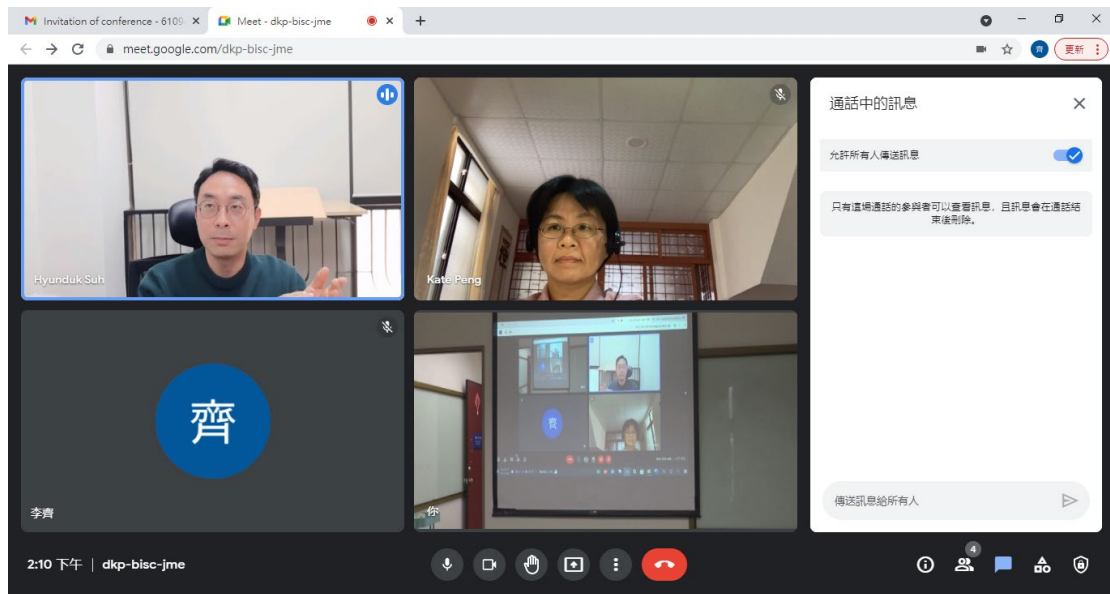 Invitation of conference - 6109
Meet - dkp-bisc-jme
meet.google.com/dkp-bisc-jme
齊
更新
Hyunduk Suh
Kate Peng
齊
李齊
你
通話中的訊息
允許所有人傳送訊息
只有這場通話的參與者可以查看訊息，且訊息會在通話結
束後刪除。
傳送訊息給所有人
2:10 下午 | dkp-bisc-jme
4